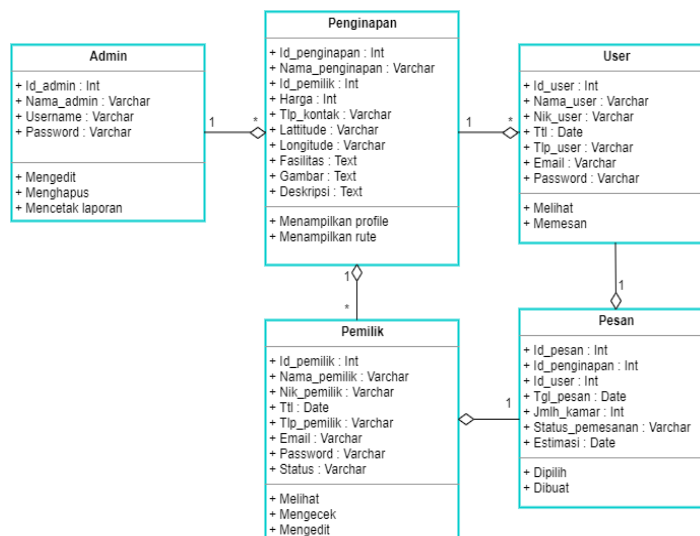 Admin
+ Id_admin : Int
+ Nama_admin : Varchar
+ Username : Varchar
+ Password : Varchar
+ Mengedit
+ Menghapus
+ Mencetak laporan
1
*
Penginapan
+ Id_penginapan : Int
+ Nama_penginapan : Varchar
+ Id_pemilik : Int
+ Harga : Int
+ Tlp_kontak : Varchar
+ Lattitude : Varchar
+ Longitude : Varchar
+ Fasilitas : Text
+ Gambar : Text
+ Deskripsi : Text
+ Menampilkan profile
+ Menampilkan rute
1
*
User
+ Id_user : Int
+ Nama_user : Varchar
+ Nik_user : Varchar
+ Ttl : Date
+ Tlp_user : Varchar
+ Email : Varchar
+ Password : Varchar
+ Melihat
+ Memesan
1
*
Pemilik
+ Id_pemilik : Int
+ Nama_pemilik : Varchar
+ Nik_pemilik : Varchar
+ Ttl : Date
+ Tlp_pemilik : Varchar
+ Email : Varchar
+ Password : Varchar
+ Status : Varchar
+ Melihat
+ Mengecek
+ Mengedit
1
1
Pesan
+ Id_pesan : Int
+ Id_penginapan : Int
+ Id_user : Int
+ Tgl_pesan : Date
+ Jmlh_kamar : Int
+ Status_pemesanan : Varchar
+ Estimasi : Date
+ Dipilih
+ Dibuat